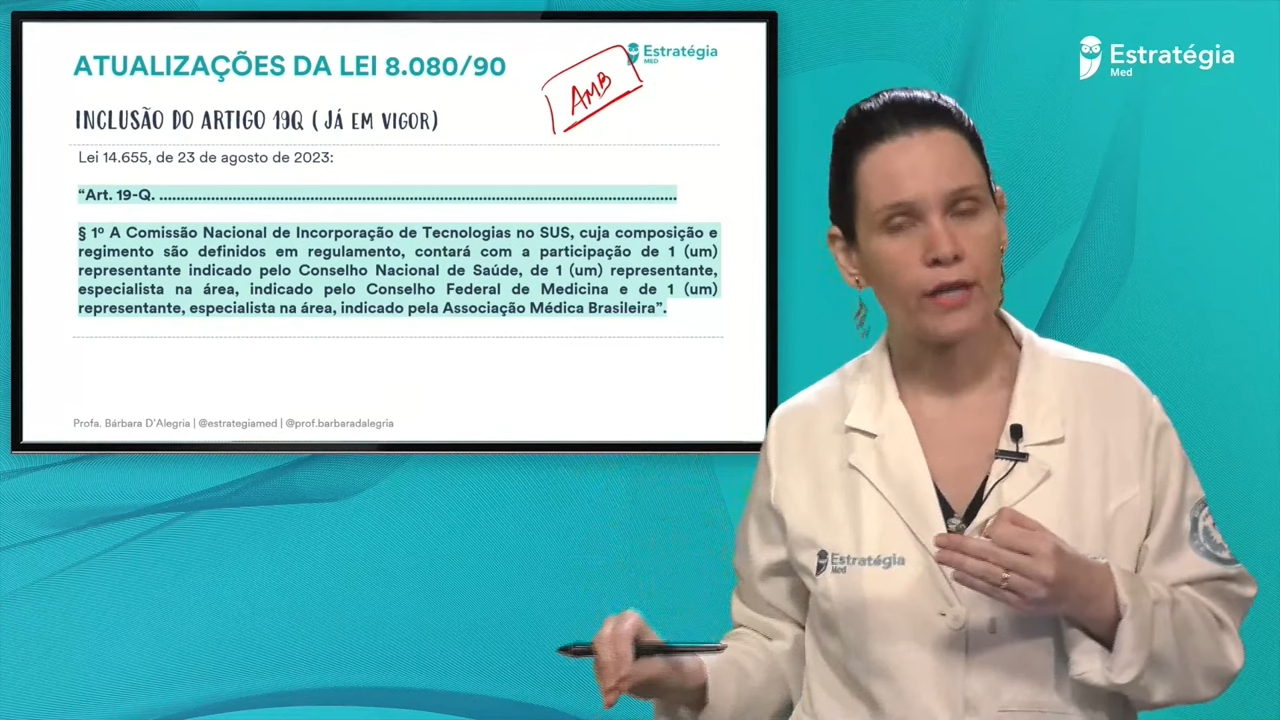 ATUALIZAÇÕES DA LEI 8.080/90
AMB
Estratégia
MED
INCLUSÃO DO ARTIGO 19Q ( JÁ EM VIGOR)
Lei 14.655, de 23 de agosto de 2023:
“Art. 19-Q. ..........................................................................................................................
§ 1º A Comissão Nacional de Incorporação de Tecnologias no SUS, cuja composição e
regimento são definidos em regulamento, contará com a participação de 1 (um)
representante indicado pelo Conselho Nacional de Saúde, de 1 (um) representante,
especialista na área, indicado pelo Conselho Federal de Medicina e de 1 (um)
representante, especialista na área, indicado pela Associação Médica Brasileira”.
Profa. Bárbara D'Alegria | @estrategiamed | @prof.barbaradalegria
Estratégia
Med
Estratégia
Med